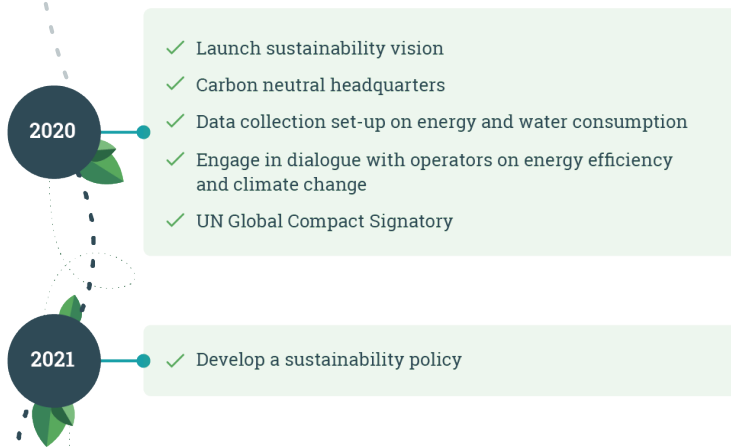 Launch sustainability vision
Carbon neutral headquarters
2020
Data collection set-up on energy and water consumption
Engage in dialogue with operators on energy efficiency
and climate change
UN Global Compact Signatory
2021
Develop a sustainability policy